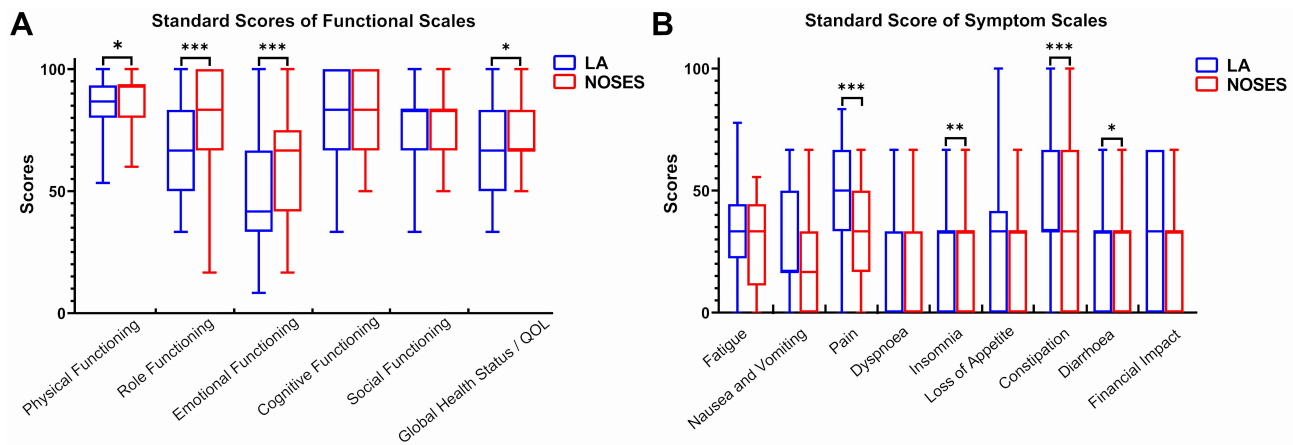 A
Standard Scores of Functional Scales
LA
NOSES
*
***
***
*
100
50
0
Scores
Physical Functioning
Role Functioning
Emotional Functioning
Cognitive Functioning
Social Functioning
Global Health Status / QOL
B
Standard Score of Symptom Scales
LA
NOSES
***
**
***
*
100
50
0
Scores
Fatigue
Nausea and Vomiting
Pain
Dyspnoea
Insomnia
Loss of Appetite
Constipation
Diarrhoea
Financial Impact